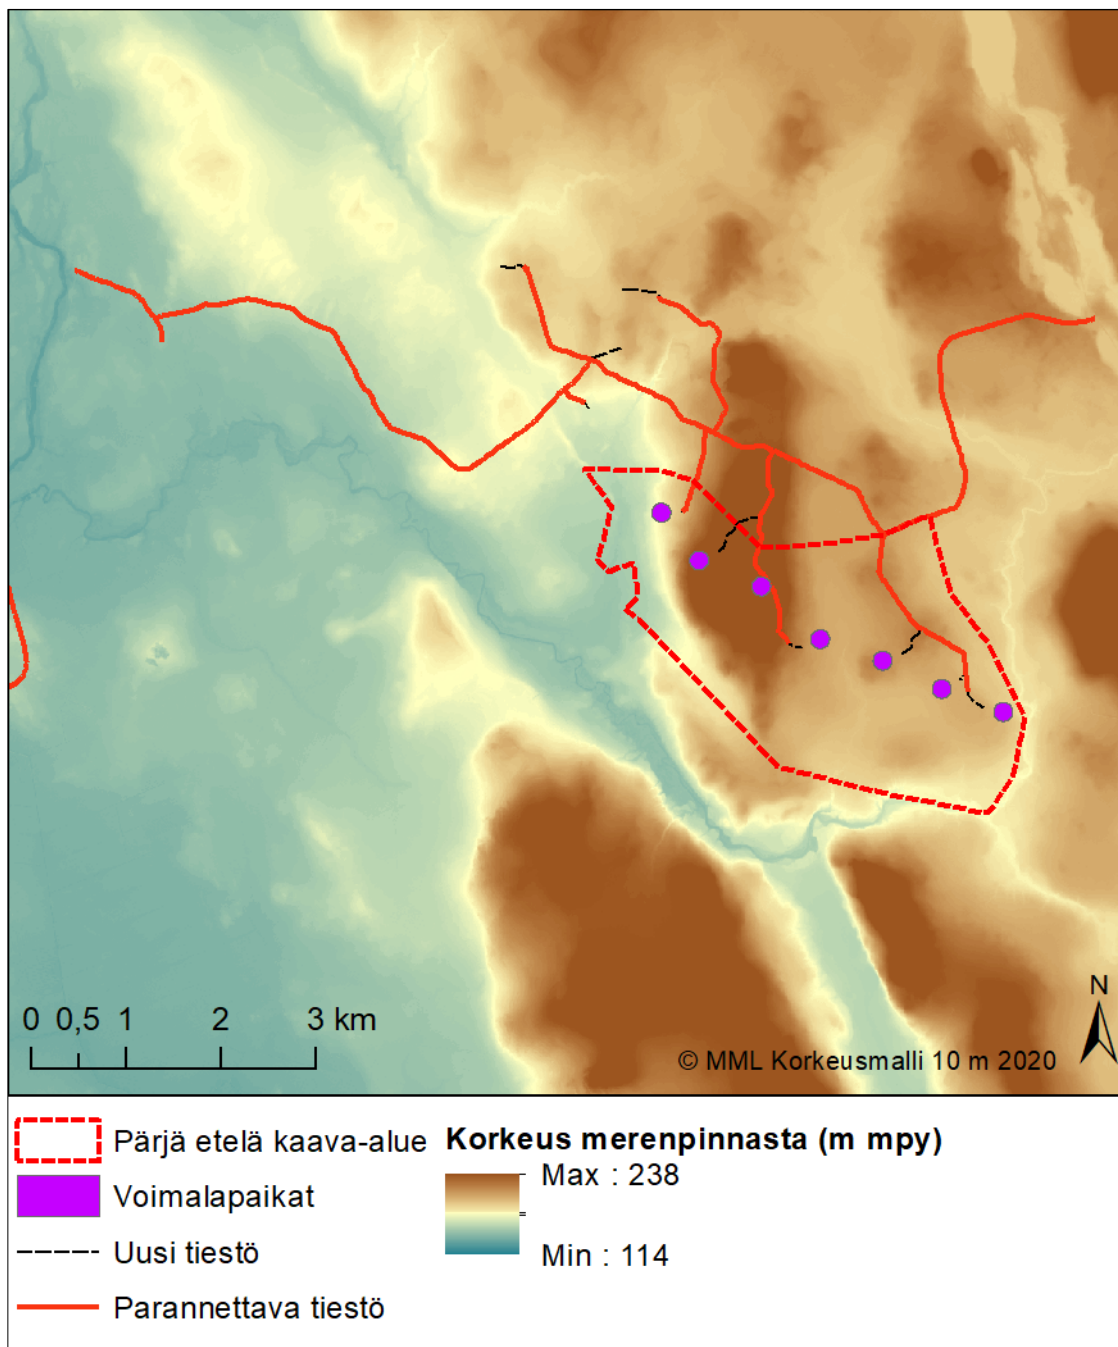 N
0 0,5 1 2 3 km
© MML Korkeusmalli 10 m 2020
Pärjä etelä kaava-alue
Voimalapaikat
Uusi tiestö
Parannettava tiestö
Korkeus merenpinnasta (m mpy)
Max : 238
Min : 114